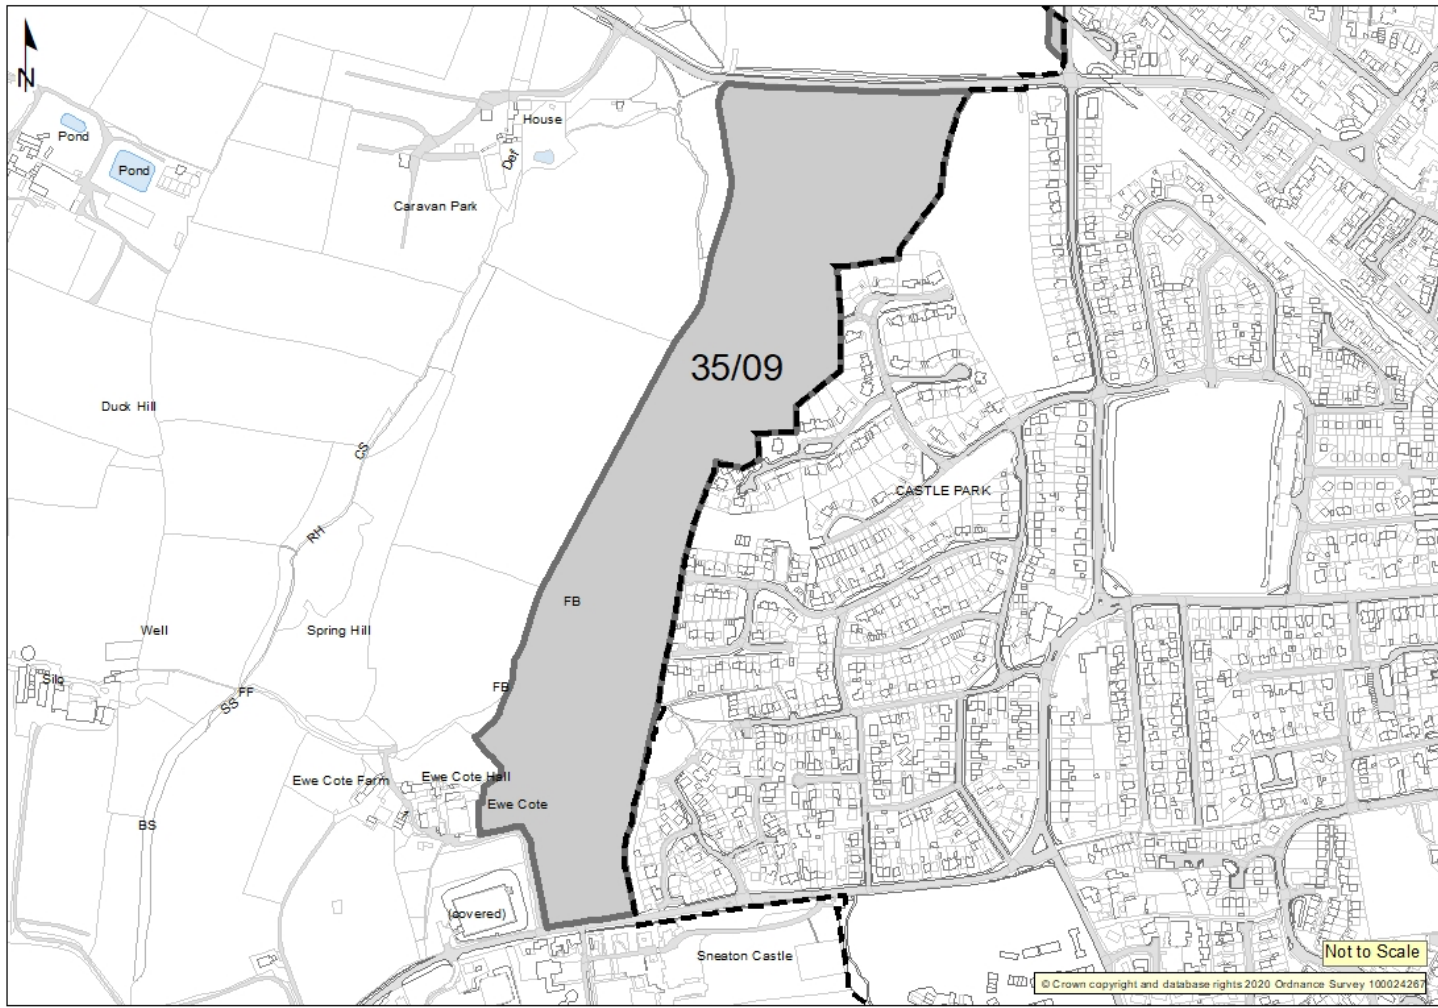 N
House
Pond
Def
Pond
Caravan Park
35/09
Duck Hill
CS
CASTLE PARK
RH
FB
Well
Spring Hill
Silo
FB
FF
SS
Ewe Cote Farm
Ewe Cote Hall
Ewe Cote
BS
(covered)
Sneaton Castle
Not to Scale
© Crown copyright and database rights 2020 Ordnance Survey 100024267